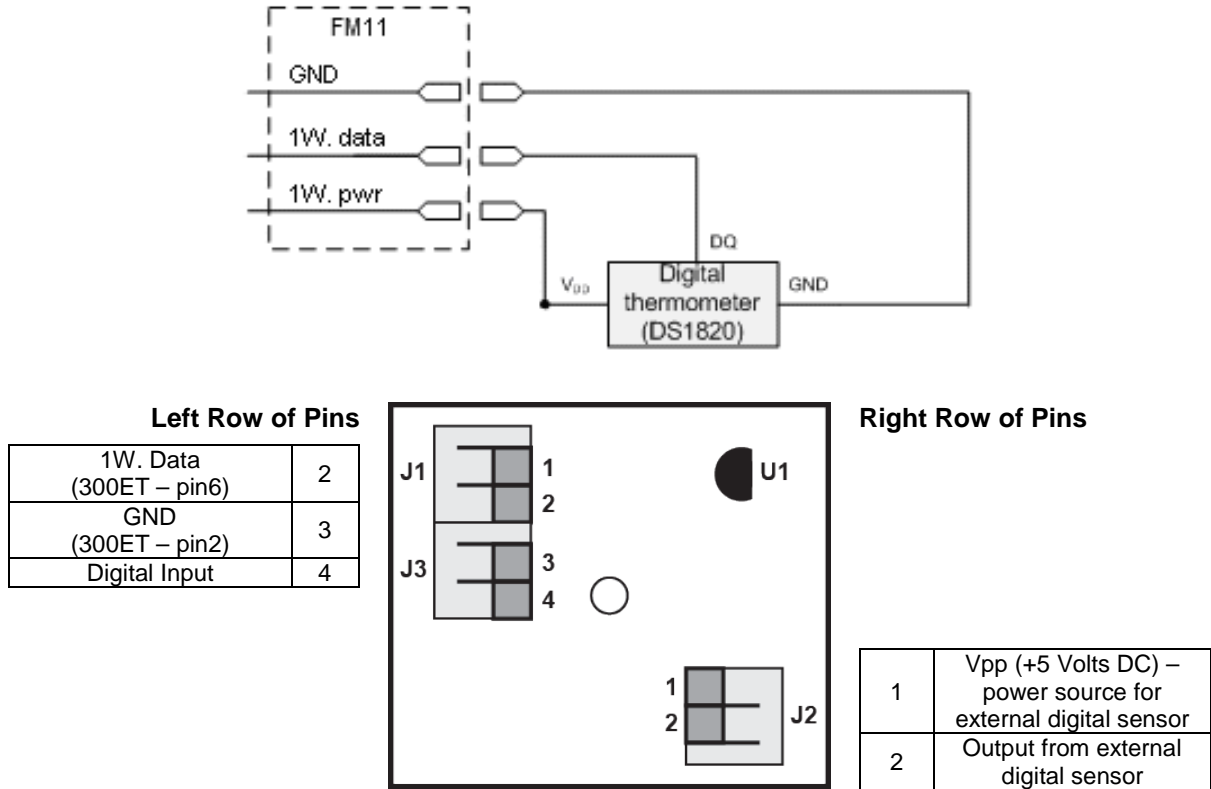 FM11
GND
1W. data
1W. pwr
DQ
V_DD
Digital
thermometer
(DS1820)
GND
Left Row of Pins
Right Row of Pins
1W. Data
(300ET – pin6)
2
GND
(300ET – pin2)
3
Digital Input
4
J1
1
2
U1
J3
3
4
1
2
J2
1
Vpp (+5 Volts DC) –
power source for
external digital sensor
2
Output from external
digital sensor